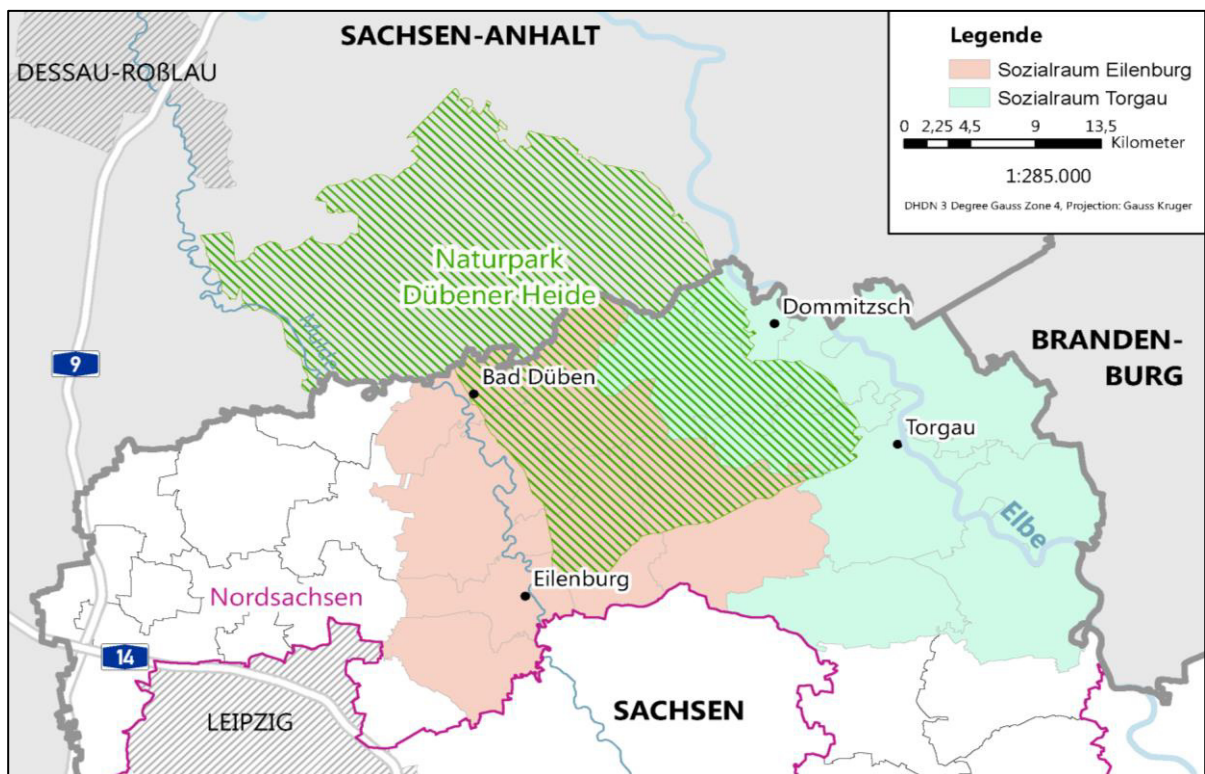 SACHSEN-ANHALT
DESSAU-ROßLAU
Legende
Sozialraum Eilenburg
Sozialraum Torgau
0 2,25 4,5 9 13,5
Kilometer
1:285.000
DHDN 3 Degree Gauss Zone 4, Projection: Gauss Kruger
Naturpark
Dübener Heide
Mulde
Dommitzsch
BRANDEN-
BURG
9
Bad Düben
Torgau
Elbe
Eilenburg
Nordsachsen
14
LEIPZIG
SACHSEN